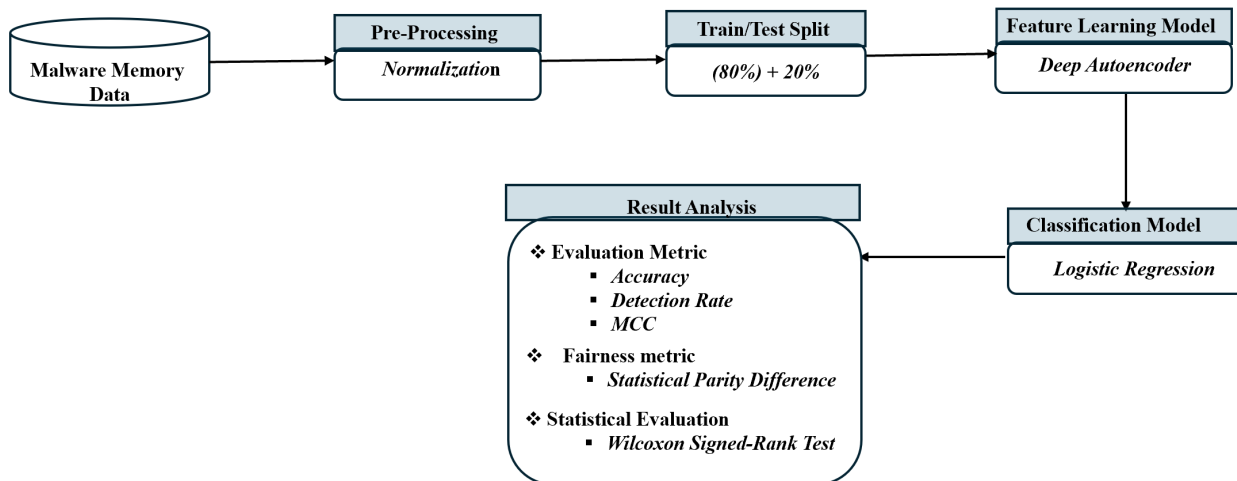 Malware Memory
Data
Pre-Processing
Normalization
Train/Test Split
(80%) + 20%
Feature Learning Model
Deep Autoencoder
Classification Model
Logistic Regression
Result Analysis
❖ Evaluation Metric
▪ Accuracy
▪ Detection Rate
▪ MCC
❖ Fairness metric
▪ Statistical Parity Difference
❖ Statistical Evaluation
▪ Wilcoxon Signed-Rank Test